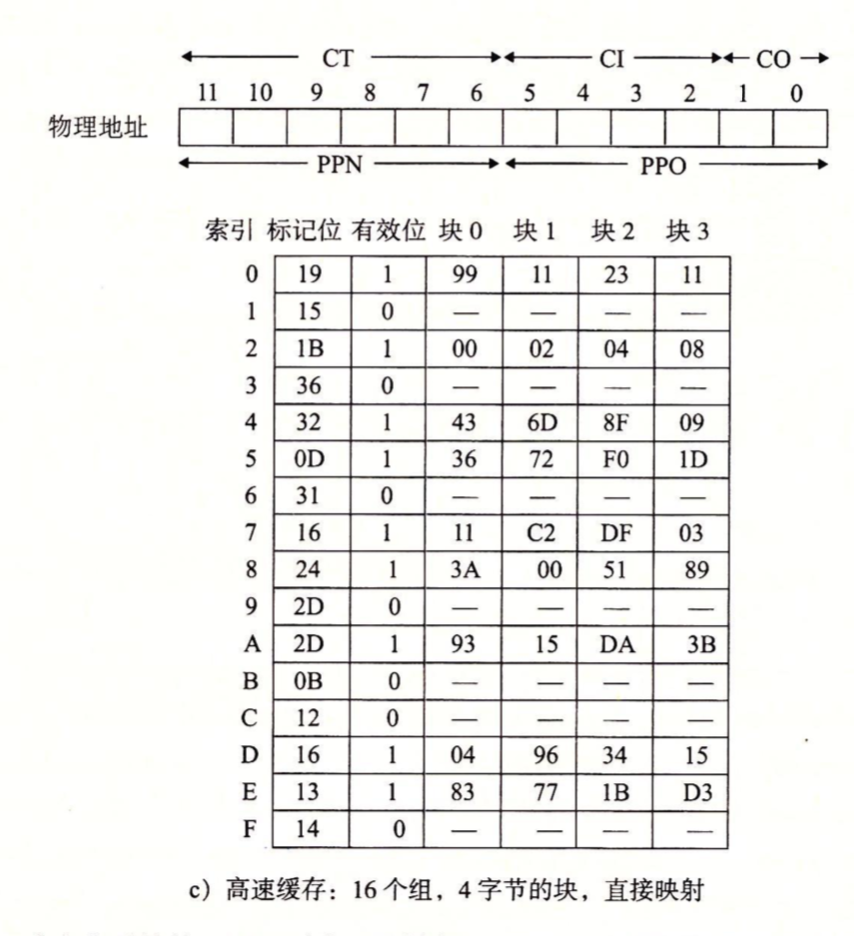 CT CI CO
11 10 9 8 7 6 5 4 3 2 1 0
物理地址
PPN PPO
索引 标记位 有效位 块 0 块 1 块 2 块 3
0 19 1 99 11 23 11
1 15 0 — — — —
2 1B 1 00 02 04 08
3 36 0 — — — —
4 32 1 43 6D 8F 09
5 0D 1 36 72 F0 1D
6 31 0 — — — —
7 16 1 11 C2 DF 03
8 24 1 3A 00 51 89
9 2D 0 — — — —
A 2D 1 93 15 DA 3B
B 0B 0 — — — —
C 12 0 — — — —
D 16 1 04 96 34 15
E 13 1 83 77 1B D3
F 14 0 — — — —
c）高速缓存：16 个组，4 字节的块，直接映射